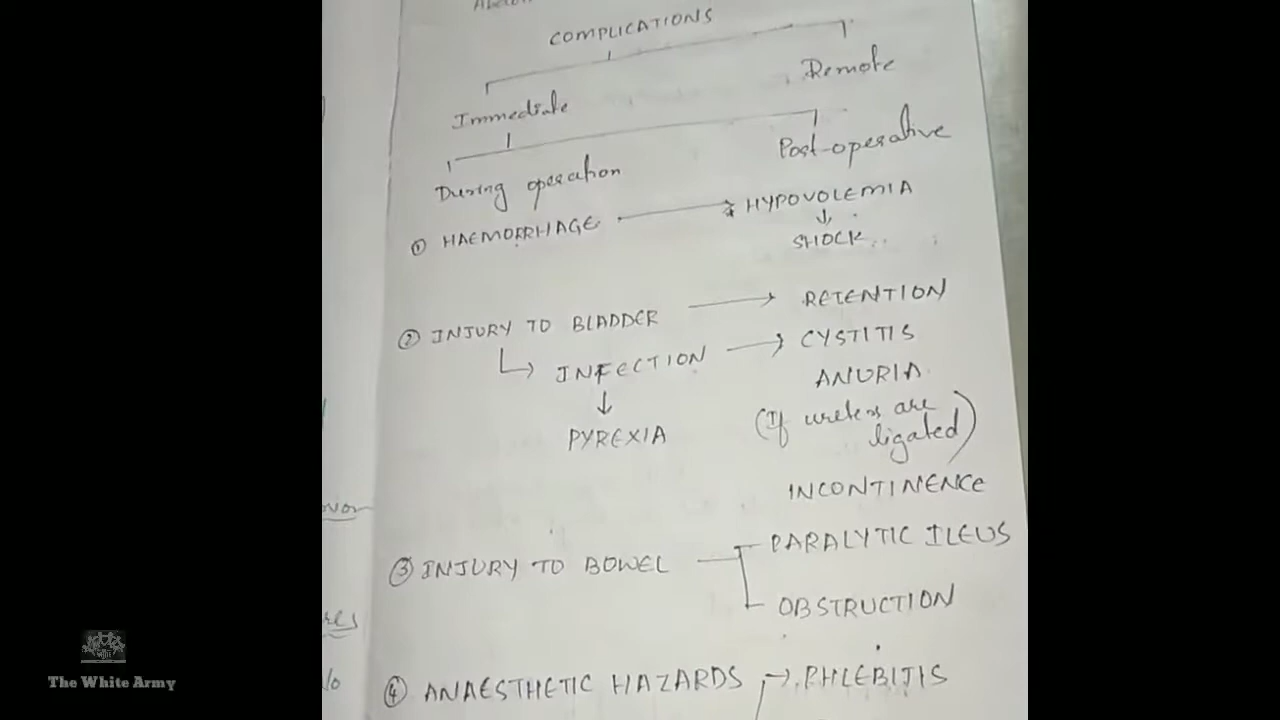 COMPLICATIONS
Immediate Remote
During operation Post-operative
① HAEMORRHAGE → HYPOVOLEMIA
↓
SHOCK
② INJURY TO BLADDER → RETENTION
↳ INFECTION → CYSTITIS
↓ ANURIA
PYREXIA (If ureters are
ligated)
INCONTINENCE
③ INJURY TO BOWEL PARALYTIC ILEUS
OBSTRUCTION
④ ANAESTHETIC HAZARDS → PHLEBITIS
The White Army